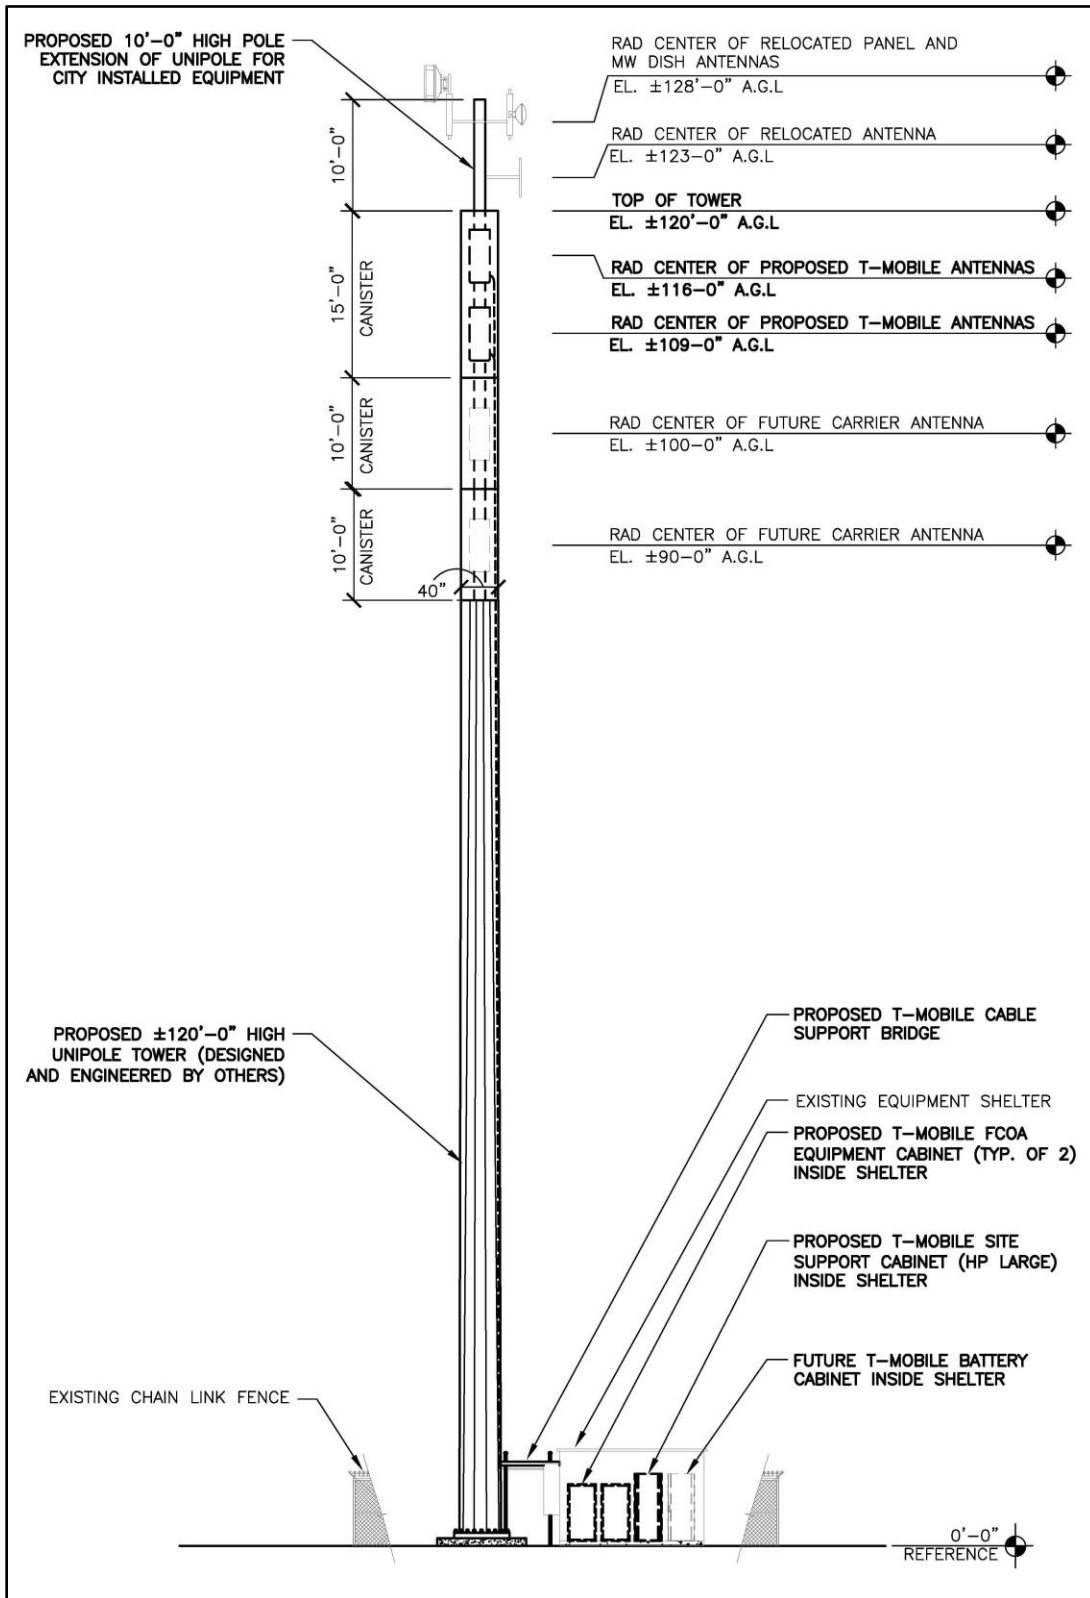 PROPOSED 10'-0" HIGH POLE
EXTENSION OF UNIPOLE FOR
CITY INSTALLED EQUIPMENT
RAD CENTER OF RELOCATED PANEL AND
MW DISH ANTENNAS
EL. ±128'-0" A.G.L
RAD CENTER OF RELOCATED ANTENNA
EL. ±123-0" A.G.L
TOP OF TOWER
EL. ±120'-0" A.G.L
RAD CENTER OF PROPOSED T-MOBILE ANTENNAS
EL. ±116-0" A.G.L
RAD CENTER OF PROPOSED T-MOBILE ANTENNAS
EL. ±109-0" A.G.L
RAD CENTER OF FUTURE CARRIER ANTENNA
EL. ±100-0" A.G.L
RAD CENTER OF FUTURE CARRIER ANTENNA
EL. ±90-0" A.G.L
10'-0"
15'-0"
CANISTER
10'-0"
CANISTER
10'-0"
CANISTER
40"
PROPOSED ±120'-0" HIGH
UNIPOLE TOWER (DESIGNED
AND ENGINEERED BY OTHERS)
PROPOSED T-MOBILE CABLE
SUPPORT BRIDGE
EXISTING EQUIPMENT SHELTER
PROPOSED T-MOBILE FCOA
EQUIPMENT CABINET (TYP. OF 2)
INSIDE SHELTER
PROPOSED T-MOBILE SITE
SUPPORT CABINET (HP LARGE)
INSIDE SHELTER
FUTURE T-MOBILE BATTERY
CABINET INSIDE SHELTER
EXISTING CHAIN LINK FENCE
0'-0"
REFERENCE